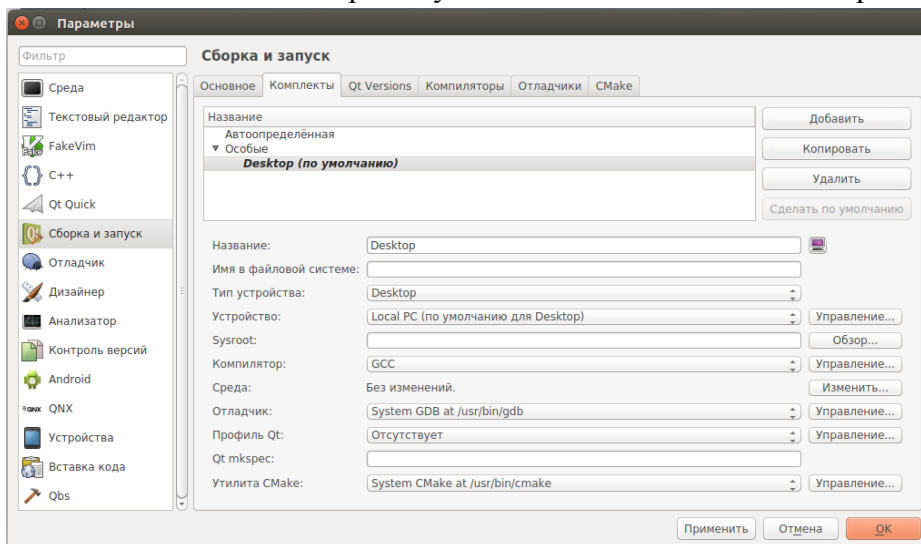 Параметры
Фильтр
Сборка и запуск
Среда
Текстовый редактор
FakeVim
C++
Qt Quick
Сборка и запуск
Отладчик
Дизайнер
Анализатор
Контроль версий
Android
QNX
Устройства
Вставка кода
Qbs
Основное Комплекты Qt Versions Компиляторы Отладчики CMake
Название
Автоопределённая
Особые
Desktop (по умолчанию)
Добавить
Копировать
Удалить
Сделать по умолчанию
Название: Desktop
Имя в файловой системе:
Тип устройства: Desktop
Устройство: Local PC (по умолчанию для Desktop) Управление...
Sysroot: Обзор...
Компилятор: GCC Управление...
Среда: Без изменений. Изменить...
Отладчик: System GDB at /usr/bin/gdb Управление...
Профиль Qt: Отсутствует Управление...
Qt mkspec:
Утилита CMake: System CMake at /usr/bin/cmake Управление...
Применить Отмена OK